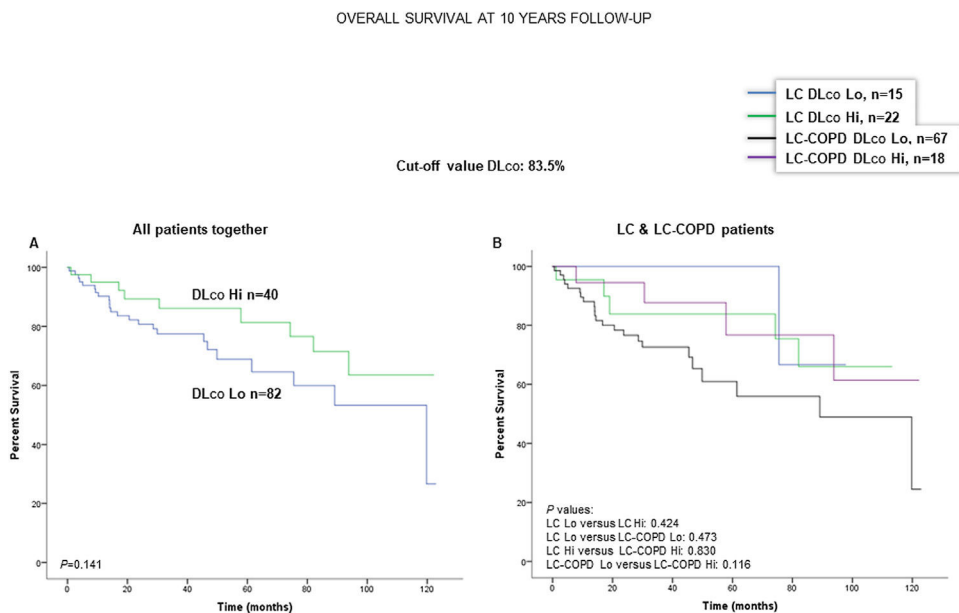 OVERALL SURVIVAL AT 10 YEARS FOLLOW-UP
LC DLco Lo, n=15
LC DLco Hi, n=22
LC-COPD DLco Lo, n=67
LC-COPD DLco Hi, n=18
Cut-off value DLco: 83.5%
A
All patients together
Percent Survival
100
80
60
40
20
0
DLco Hi n=40
DLco Lo n=82
P=0.141
0 20 40 60 80 100 120
Time (months)
B
LC & LC-COPD patients
Percent Survival
100
80
60
40
20
0
P values:
LC Lo versus LC Hi: 0.424
LC Lo versus LC-COPD Lo: 0.473
LC Hi versus LC-COPD Hi: 0.830
LC-COPD Lo versus LC-COPD Hi: 0.116
0 20 40 60 80 100 120
Time (months)